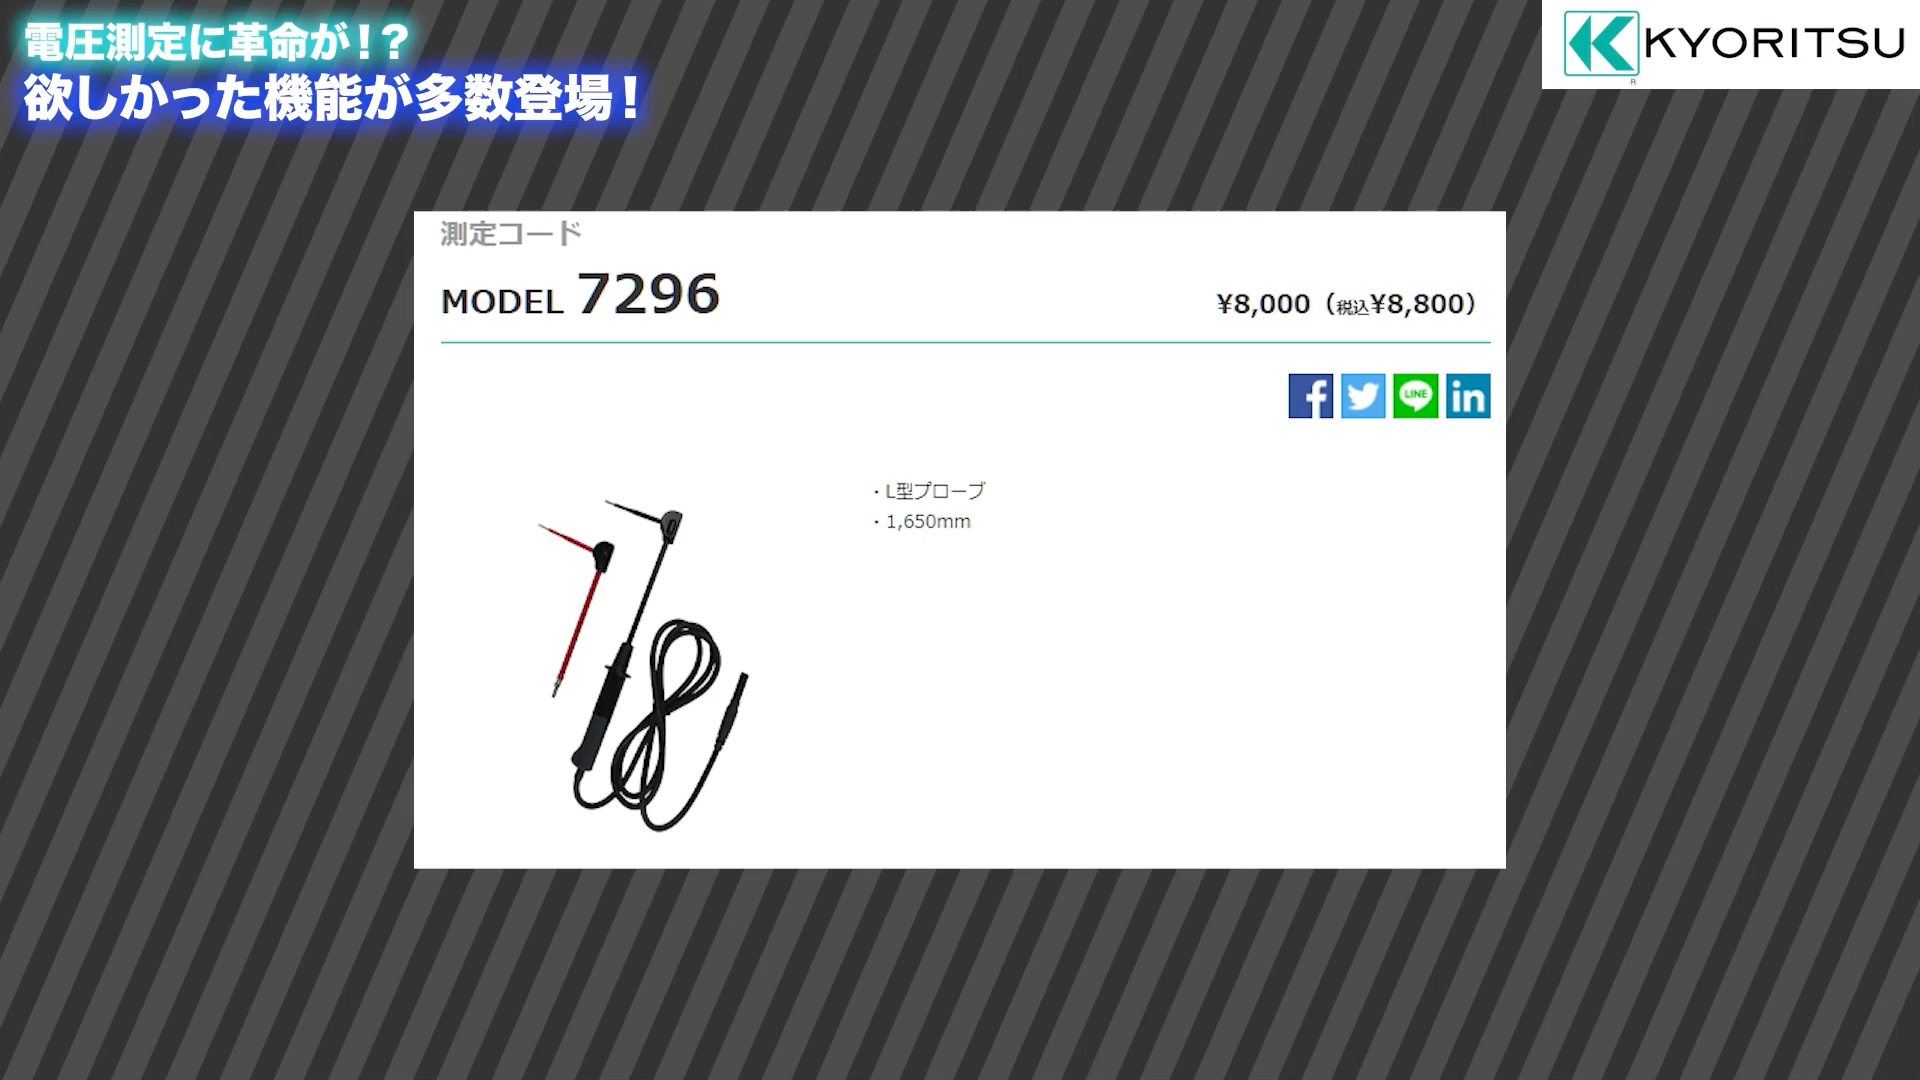 電圧測定に革命が!?
欲しかった機能が多数登場!
KYORITSU
R
測定コード
MODEL 7296
¥8,000(税込¥8,800)
LINE
・L型プローブ
・1,650mm